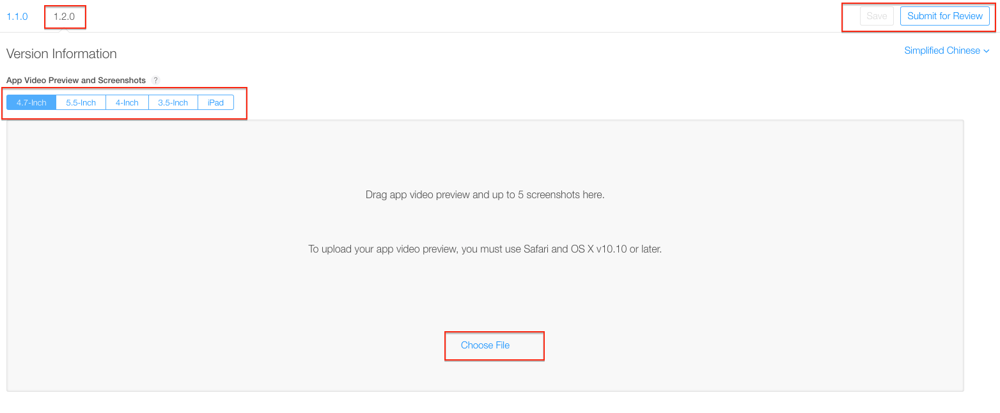 1.1.0 1.2.0 Save Submit for Review
Version Information Simplified Chinese
App Video Preview and Screenshots ?
4.7-Inch 5.5-Inch 4-Inch 3.5-Inch iPad
Drag app video preview and up to 5 screenshots here.
To upload your app video preview, you must use Safari and OS X v10.10 or later.
Choose File